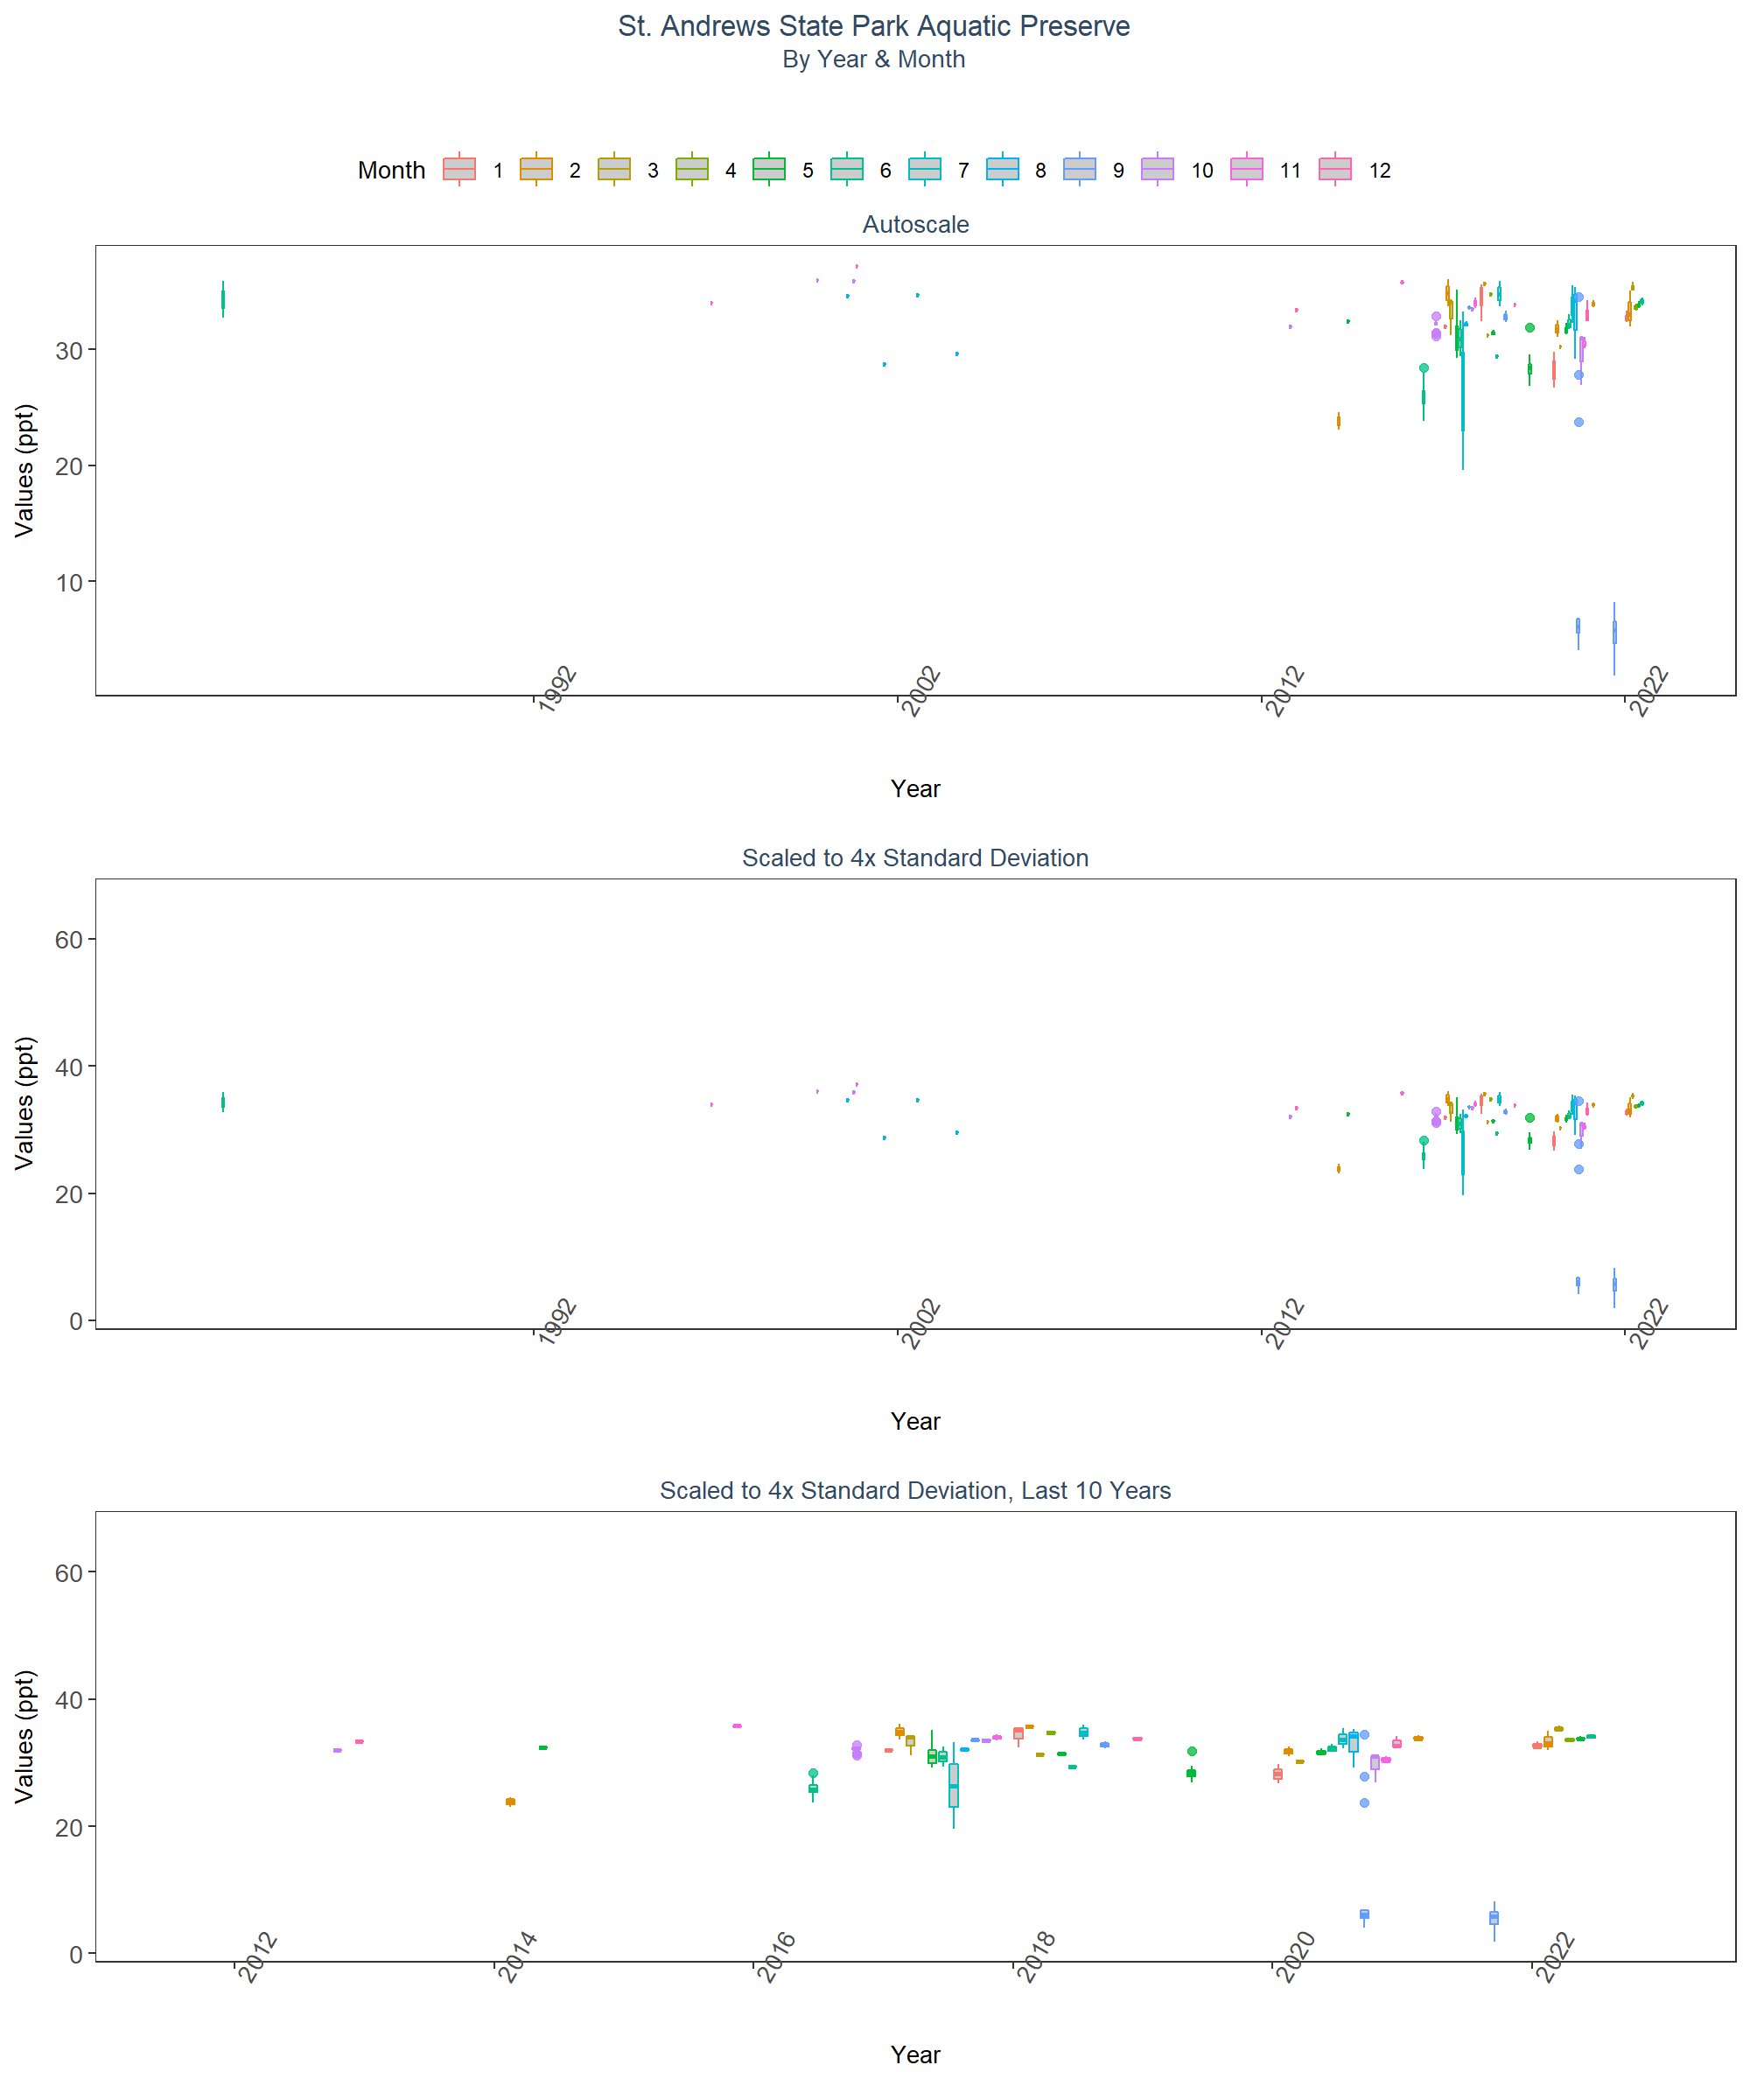 St. Andrews State Park Aquatic Preserve
By Year & Month
Month 1 2 3 4 5 6 7 8 9 10 11 12
Autoscale
Values (ppt)
30
20
10
1992 2002 2012 2022
Year
Scaled to 4x Standard Deviation
Values (ppt)
60
40
20
0
1992 2002 2012 2022
Year
Scaled to 4x Standard Deviation, Last 10 Years
Values (ppt)
60
40
20
0
2012 2014 2016 2018 2020 2022
Year